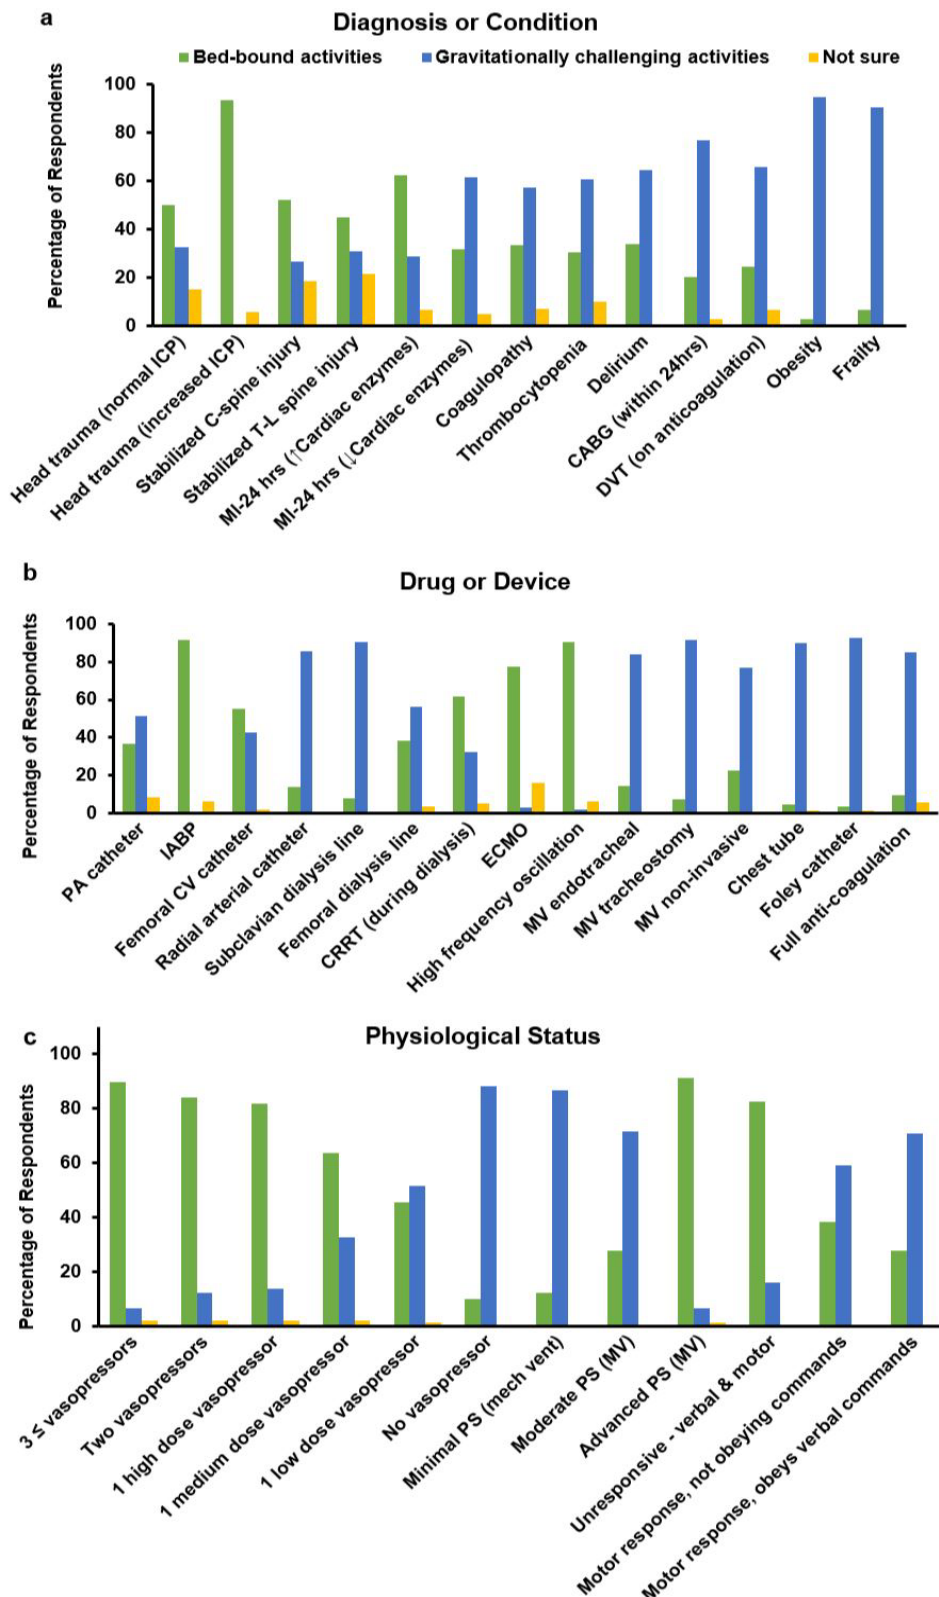 a
Diagnosis or Condition
Bed-bound activities Gravitationally challenging activities Not sure
Percentage of Respondents
100
80
60
40
20
0
Head trauma (normal ICP)
Head trauma (increased ICP)
Stabilized C-spine injury
Stabilized T-L spine injury
MI-24 hrs (↑Cardiac enzymes)
MI-24 hrs (↓Cardiac enzymes)
Coagulopathy
Thrombocytopenia
Delirium
CABG (within 24hrs)
DVT (on anticoagulation)
Obesity
Frailty
b
Drug or Device
Percentage of Respondents
100
80
60
40
20
0
PA catheter
IABP
Femoral CV catheter
Radial arterial catheter
Subclavian dialysis line
Femoral dialysis line
CRRT (during dialysis)
ECMO
High frequency oscillation
MV endotracheal
MV tracheostomy
MV non-invasive
Chest tube
Foley catheter
Full anti-coagulation
c
Physiological Status
Percentage of Respondents
100
80
60
40
20
0
3 ≤ vasopressors
Two vasopressors
1 high dose vasopressor
1 medium dose vasopressor
1 low dose vasopressor
No vasopressor
Minimal PS (mech vent)
Moderate PS (MV)
Advanced PS (MV)
Unresponsive - verbal & motor
Motor response, not obeying commands
Motor response, obeys verbal commands